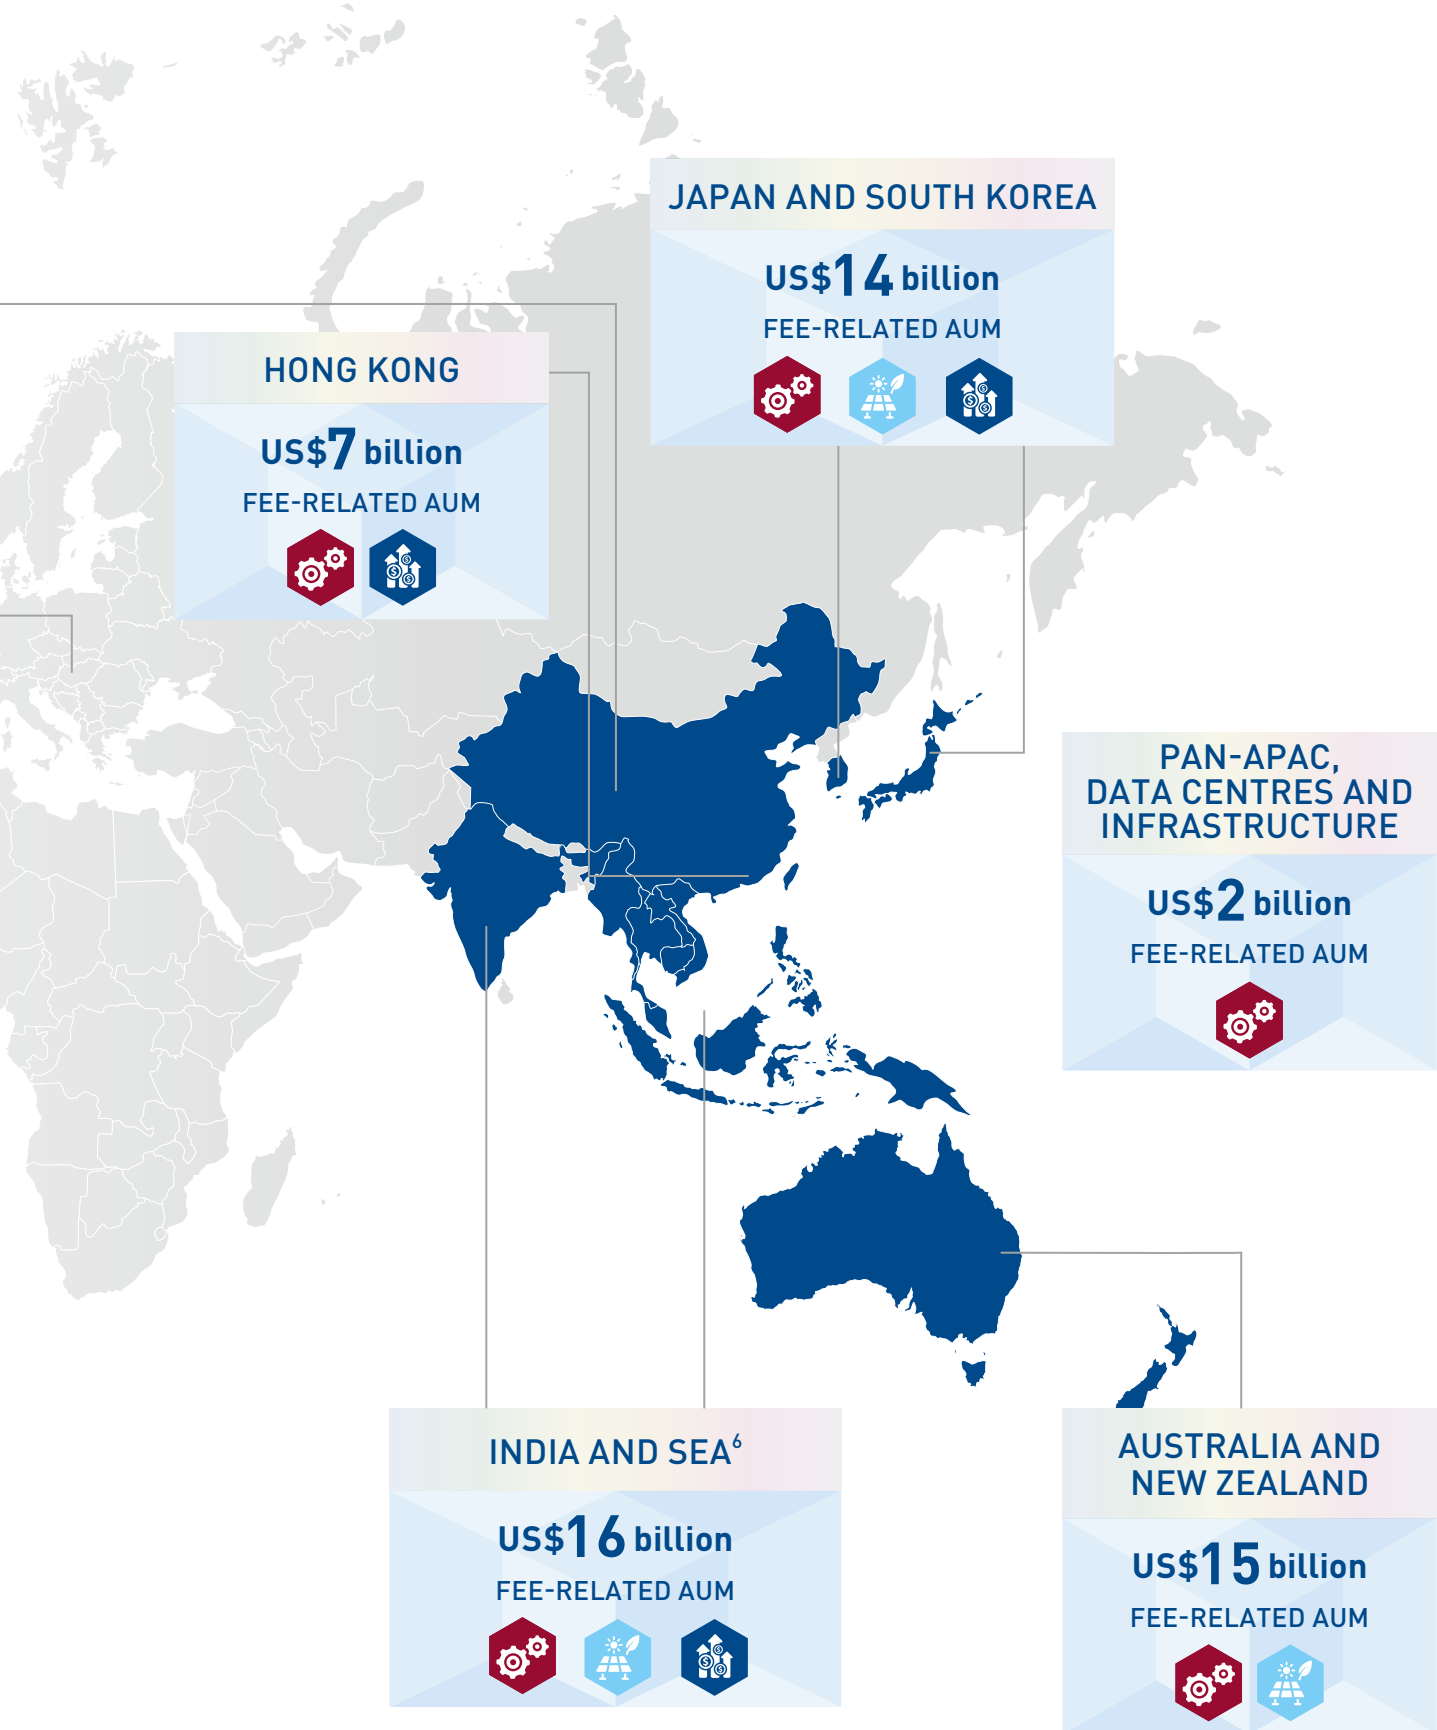 JAPAN AND SOUTH KOREA
US$14 billion
FEE-RELATED AUM
HONG KONG
US$7 billion
FEE-RELATED AUM
PAN-APAC,
DATA CENTRES AND
INFRASTRUCTURE
US$2 billion
FEE-RELATED AUM
INDIA AND SEA⁶
US$16 billion
FEE-RELATED AUM
AUSTRALIA AND
NEW ZEALAND
US$15 billion
FEE-RELATED AUM